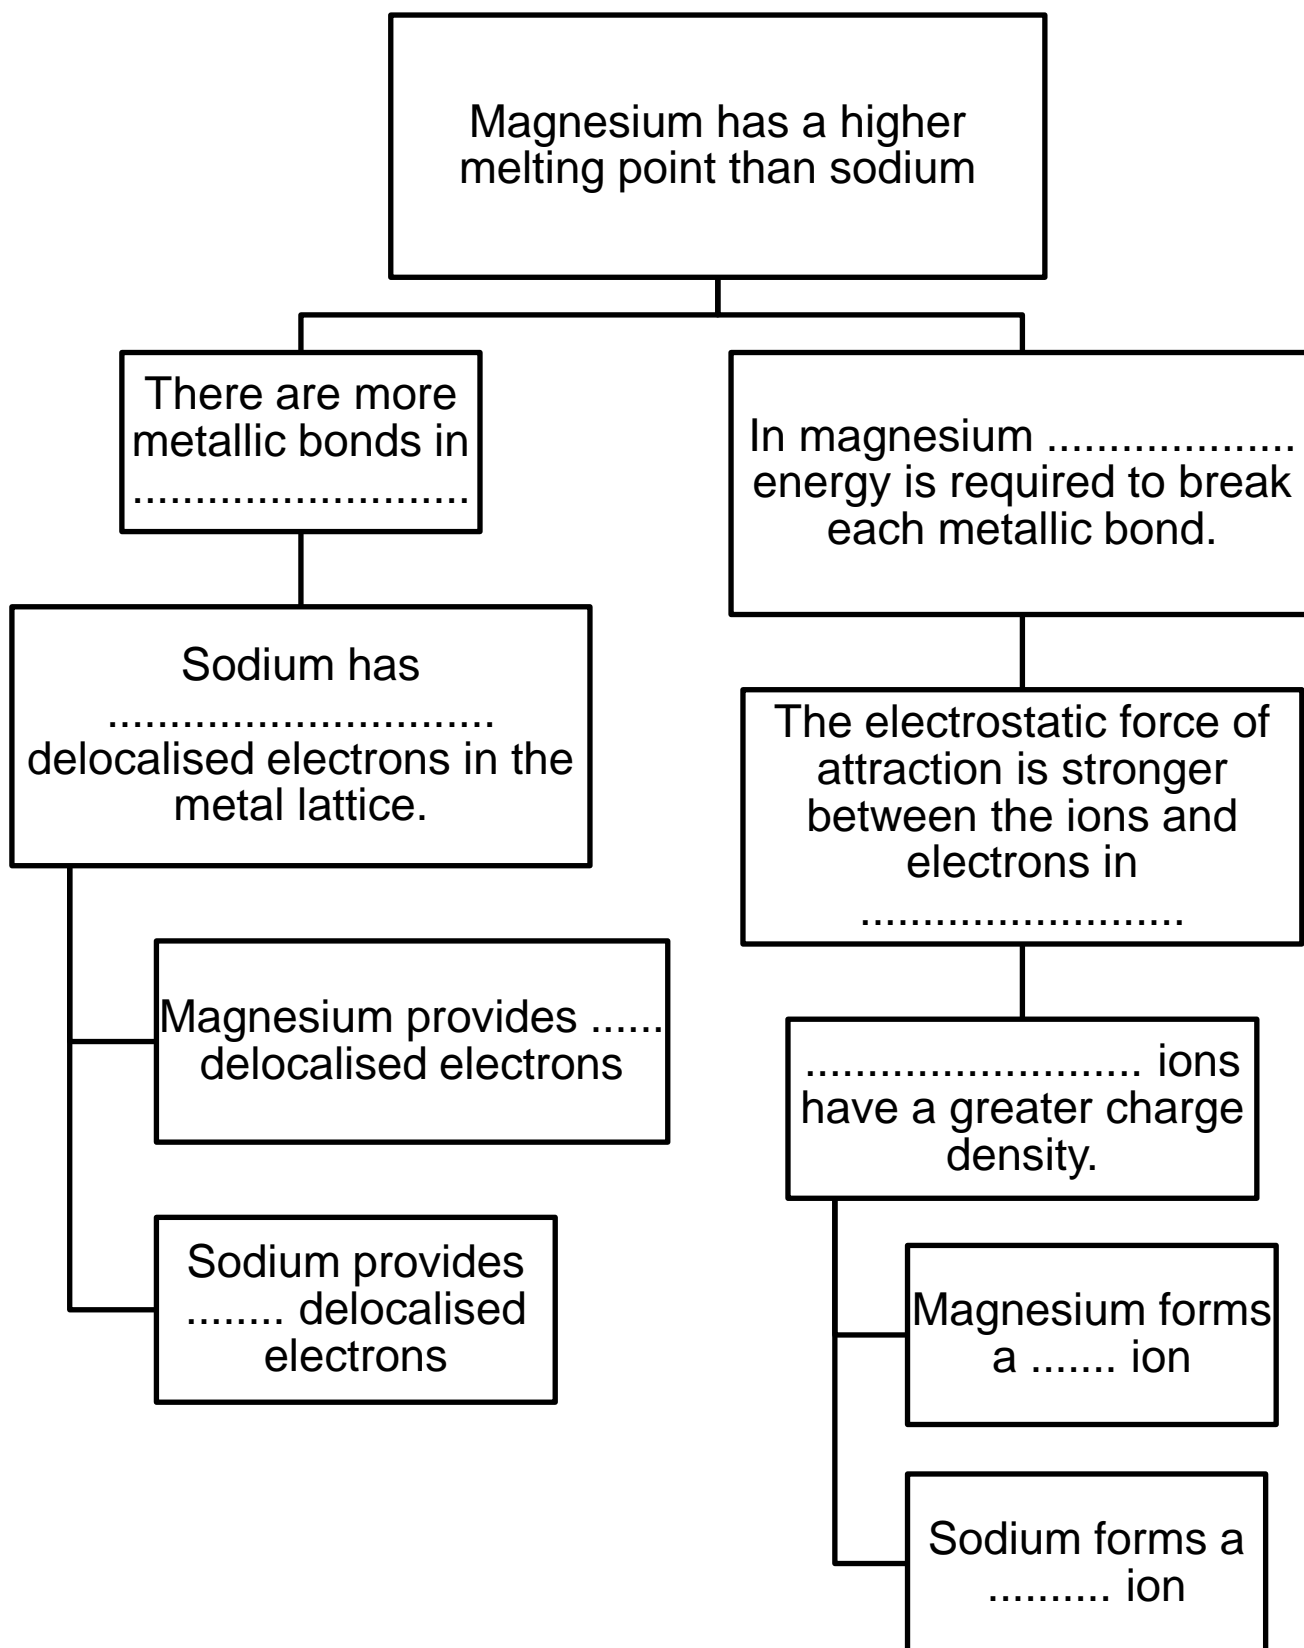 Magnesium has a higher
melting point than sodium
There are more
metallic bonds in
...........................
Sodium has
...............................
delocalised electrons in the
metal lattice.
Magnesium provides ......
delocalised electrons
Sodium provides
........ delocalised
electrons
In magnesium ....................
energy is required to break
each metallic bond.
The electrostatic force of
attraction is stronger
between the ions and
electrons in
..........................
............................. ions
have a greater charge
density.
Magnesium forms
a ....... ion
Sodium forms a
.......... ion